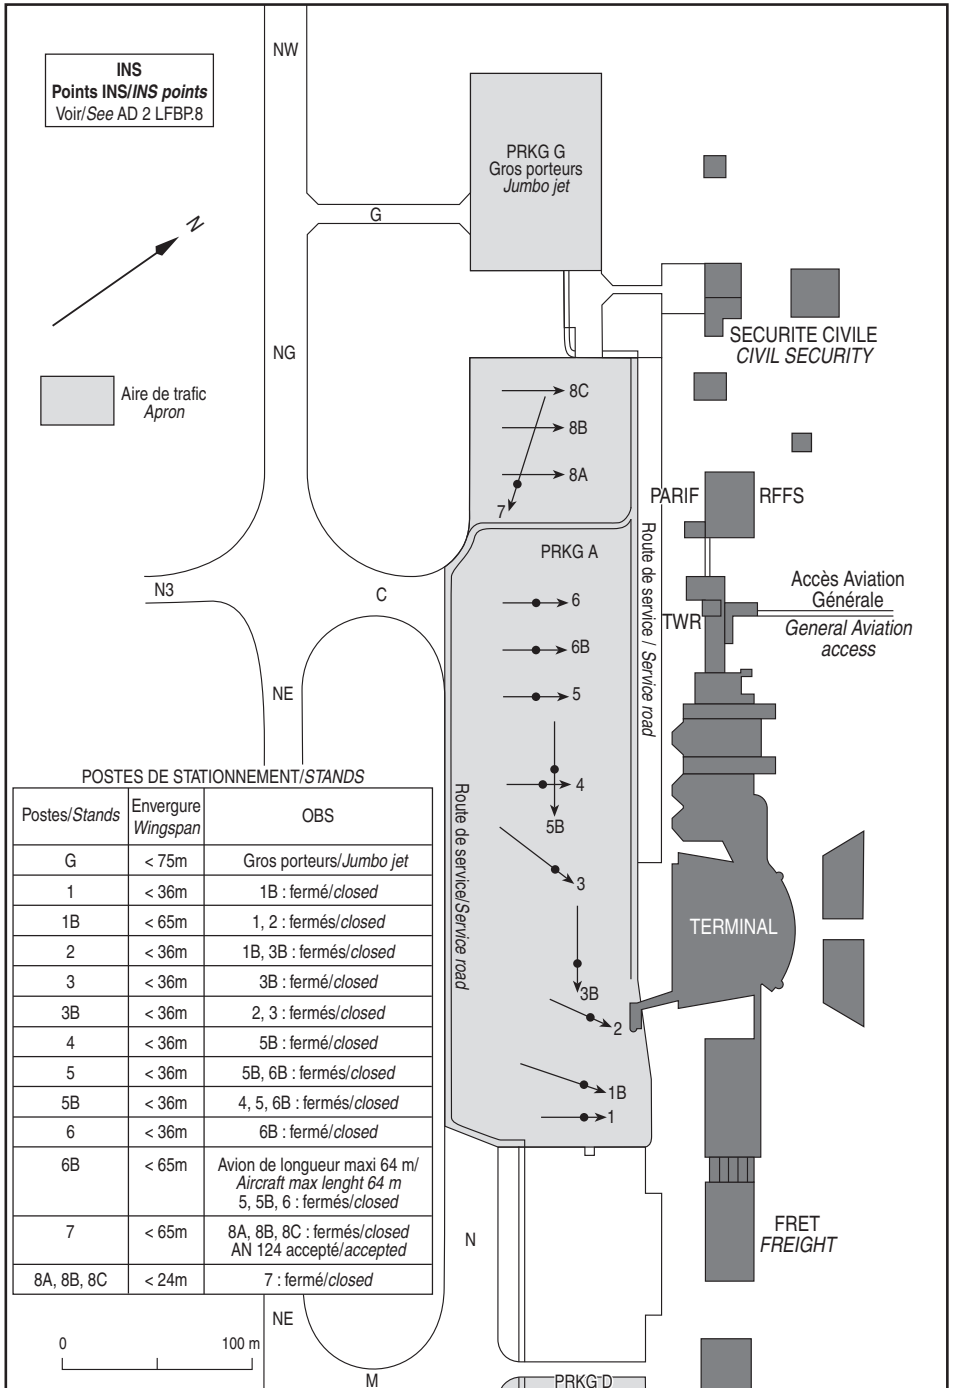 NW
INS
Points INS/INS points
Voir/See AD 2 LFBP.8
PRKG G
Gros porteurs
Jumbo jet
N
G
SECURITE CIVILE
CIVIL SECURITY
NG
Aire de trafic
Apron
8C
8B
8A
7
PARIF
RFFS
PRKG A
Route de service / Service road
N3
C
6
Accès Aviation
Générale
General Aviation
access
TWR
6B
NE
5
POSTES DE STATIONNEMENT/STANDS
4
5B
Route de service/Service road
3
TERMINAL
3B
2
1B
1
Postes/Stands Envergure Wingspan OBS
G < 75m Gros porteurs/Jumbo jet
1 < 36m 1B : fermé/closed
1B < 65m 1, 2 : fermés/closed
2 < 36m 1B, 3B : fermés/closed
3 < 36m 3B : fermé/closed
3B < 36m 2, 3 : fermés/closed
4 < 36m 5B : fermé/closed
5 < 36m 5B, 6B : fermés/closed
5B < 36m 4, 5, 6B : fermés/closed
6 < 36m 6B : fermé/closed
6B < 65m Avion de longueur maxi 64 m/
Aircraft max lenght 64 m
5, 5B, 6 : fermés/closed
7 < 65m 8A, 8B, 8C : fermés/closed
AN 124 accepté/accepted
8A, 8B, 8C < 24m 7 : fermé/closed
N
FRET
FREIGHT
NE
0 100 m
M
PRKG D